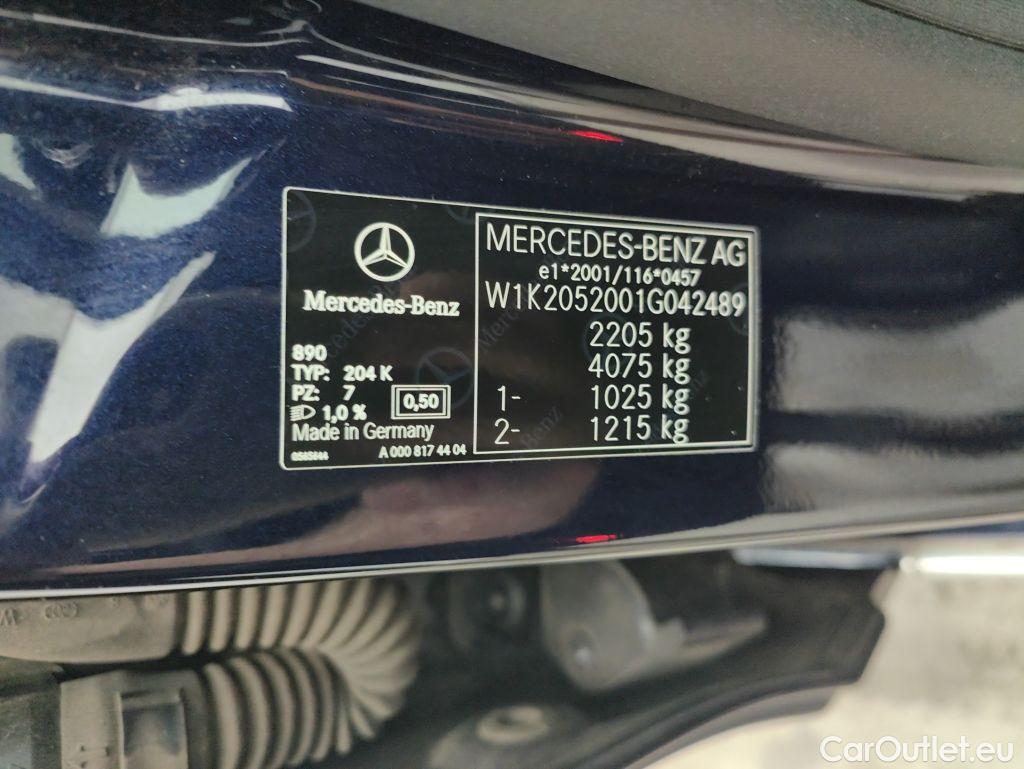 Mercedes-Benz
890
TYP: 204 K
PZ: 7
1,0 %
0,50
Made in Germany
A 000 817 44 04
MERCEDES-BENZ AG
e1*2001/116*0457
W1K2052001G042489
2205 kg
4075 kg
1- 1025 kg
2- 1215 kg
CarOutlet.eu